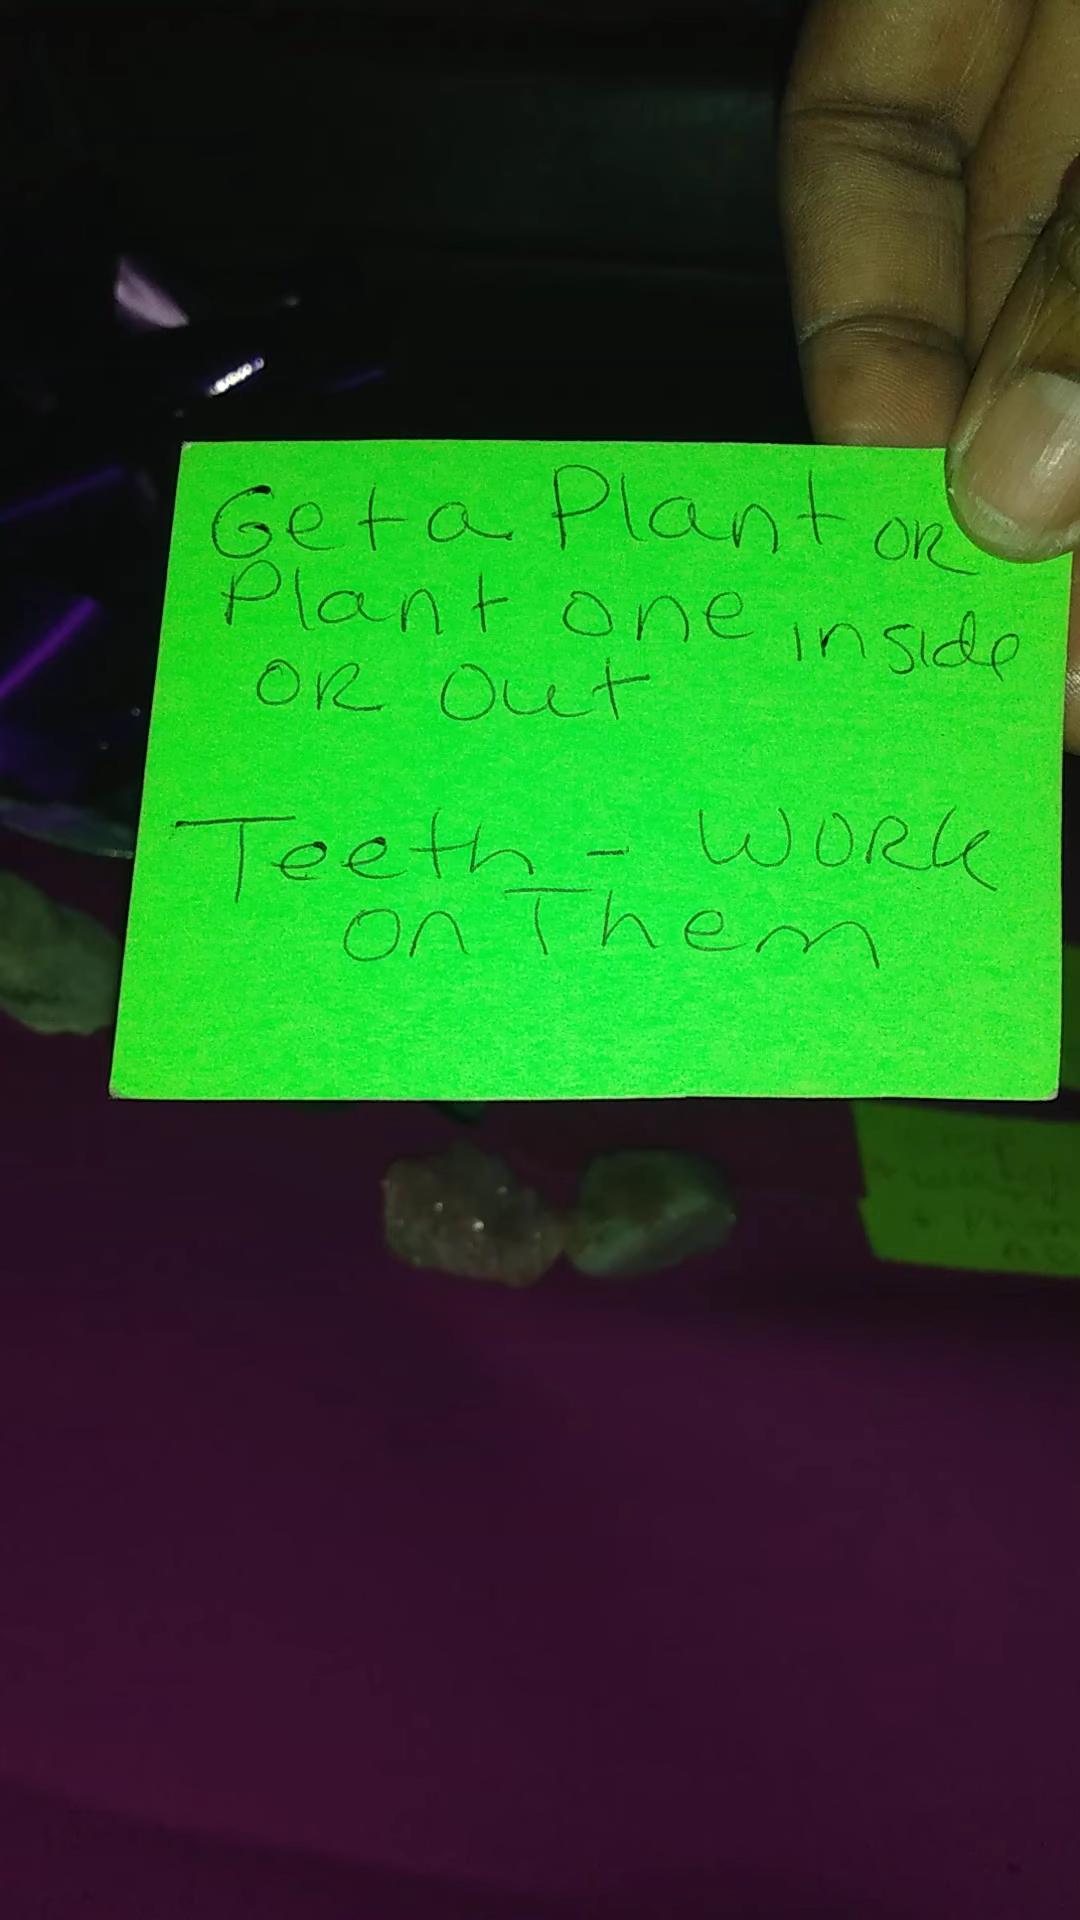 Get a Plant OR
Plant one inside
OR Out
Teeth - WORK
on Them